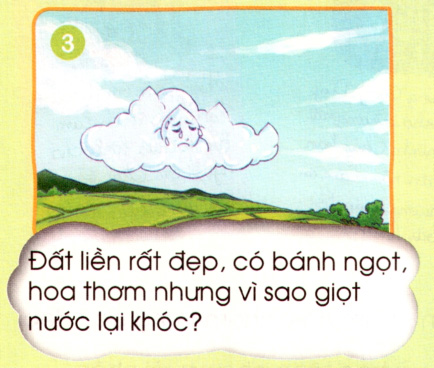 3
Đất liền rất đẹp, có bánh ngọt,
hoa thơm nhưng vì sao giọt
nước lại khóc?